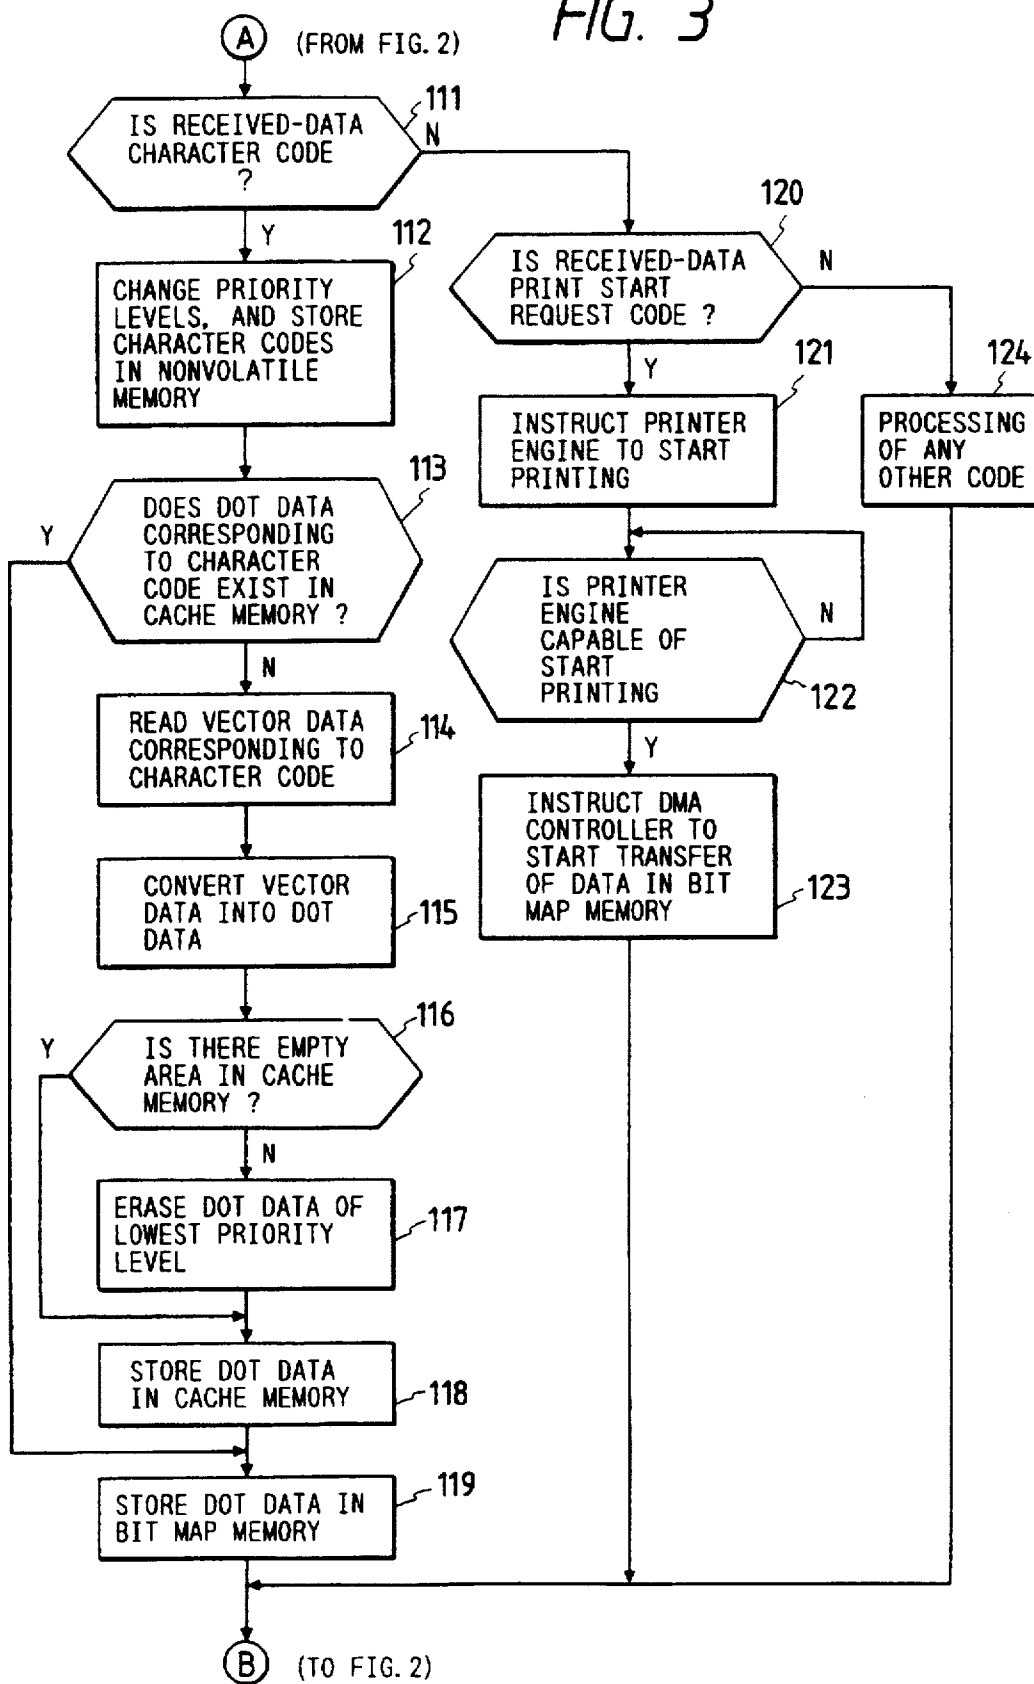 FIG. 3
A (FROM FIG. 2)
111
IS RECEIVED-DATA
CHARACTER CODE
?
N
Y
112
CHANGE PRIORITY
LEVELS, AND STORE
CHARACTER CODES
IN NONVOLATILE
MEMORY
113
DOES DOT DATA
CORRESPONDING
TO CHARACTER
CODE EXIST IN
CACHE MEMORY ?
Y
N
READ VECTOR DATA
CORRESPONDING TO
CHARACTER CODE
114
CONVERT VECTOR
DATA INTO DOT
DATA
115
116
IS THERE EMPTY
AREA IN CACHE
MEMORY ?
Y
N
ERASE DOT DATA OF
LOWEST PRIORITY
LEVEL
117
STORE DOT DATA
IN CACHE MEMORY
118
STORE DOT DATA IN
BIT MAP MEMORY
119
120
IS RECEIVED-DATA
PRINT START
REQUEST CODE ?
N
Y
121
INSTRUCT PRINTER
ENGINE TO START
PRINTING
IS PRINTER
ENGINE
CAPABLE OF
START
PRINTING
N
122
Y
INSTRUCT DMA
CONTROLLER TO
START TRANSFER
OF DATA IN BIT
MAP MEMORY
123
124
PROCESSING
OF ANY
OTHER CODE
B (TO FIG. 2)